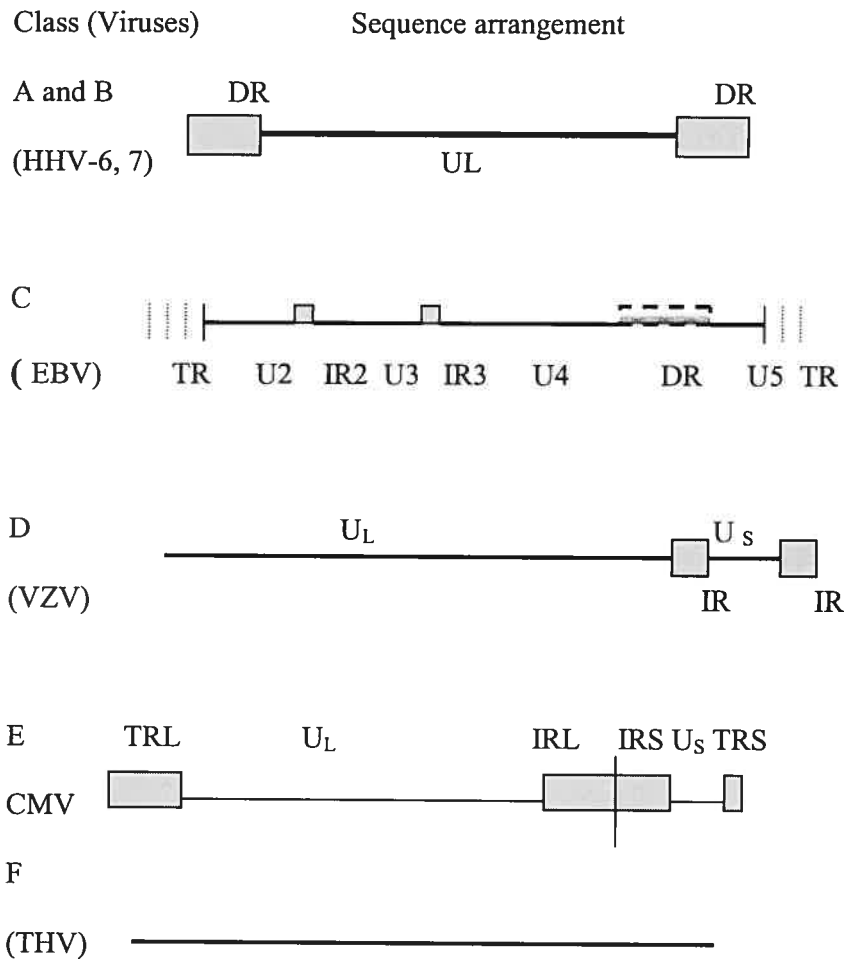 Class (Viruses) Sequence arrangement
A and B DR DR
(HHV-6, 7) UL
C
( EBV) TR U2 IR2 U3 IR3 U4 DR U5 TR
D UL U S
(VZV) IR IR
E TRL UL IRL IRS US TRS
CMV
F
(THV)